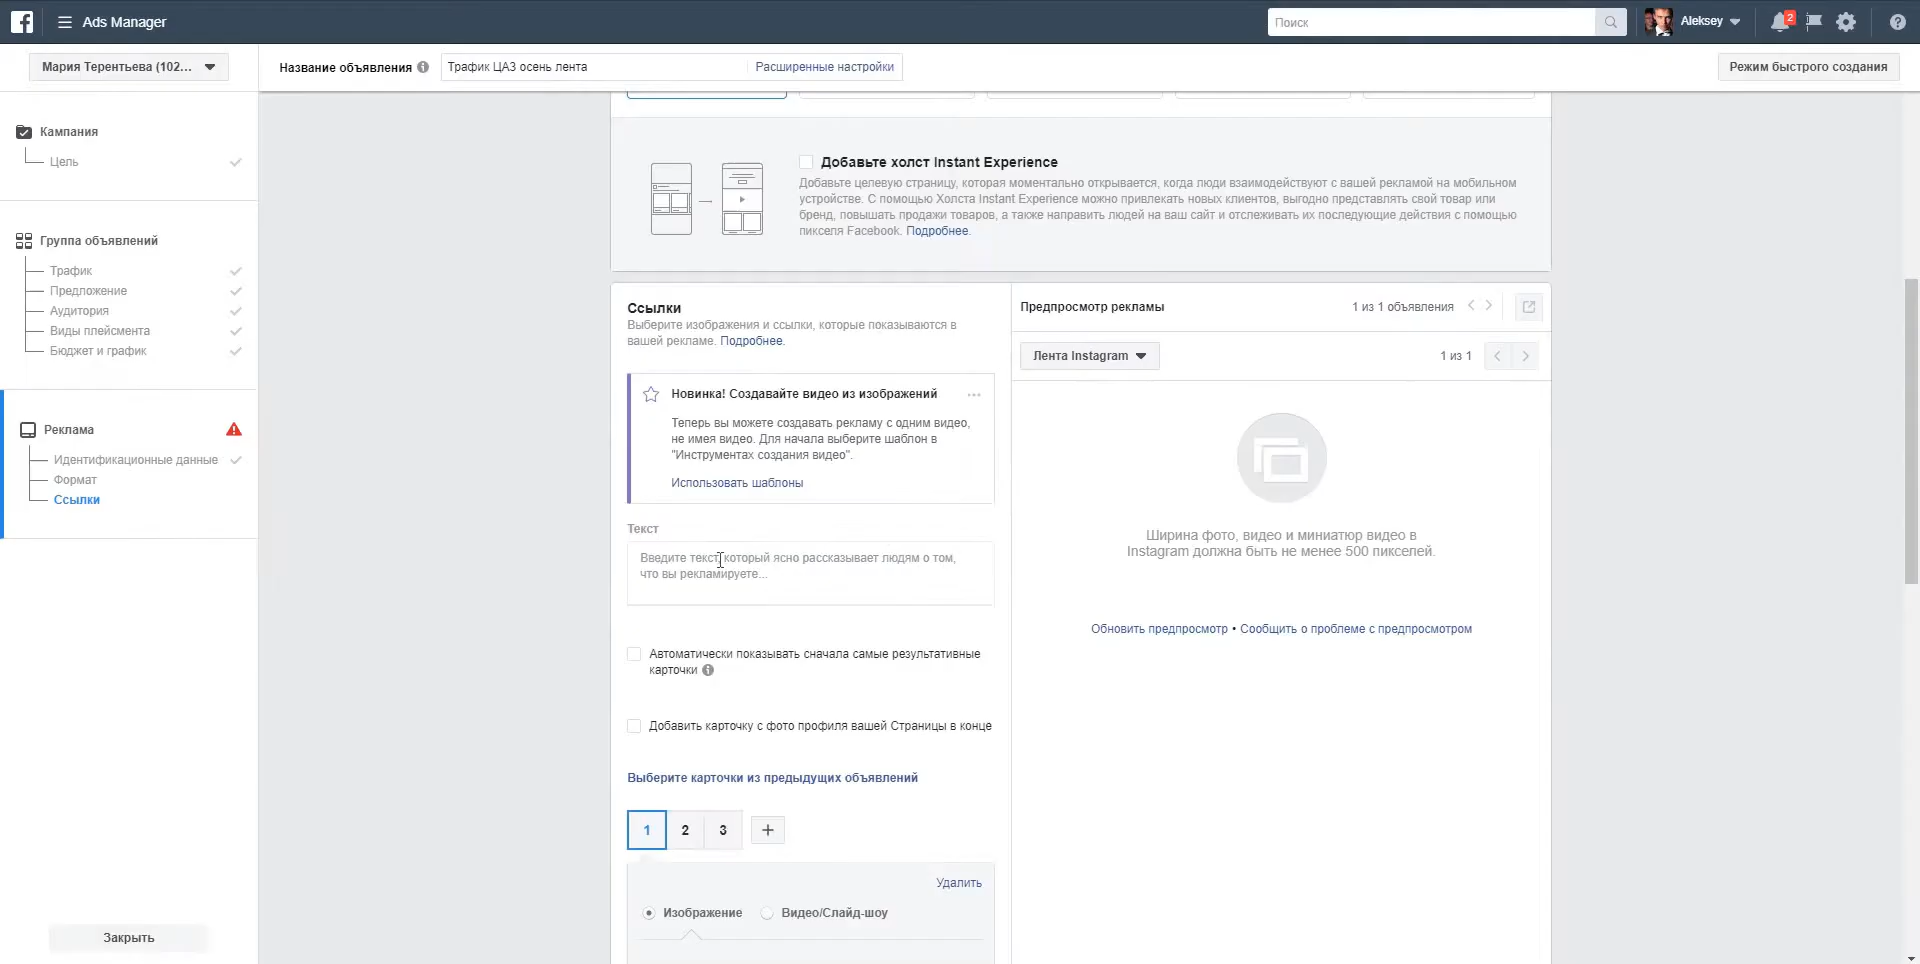 Ads Manager
Поиск
Aleksey
2
Мария Терентьева (102...
Название объявления
Трафик ЦАЗ осень лента
Расширенные настройки
Режим быстрого создания
Кампания
Цель
Группа объявлений
Трафик
Предложение
Аудитория
Виды плейсмента
Бюджет и график
Реклама
Идентификационные данные
Формат
Ссылки
Закрыть
Добавьте холст Instant Experience
Добавьте целевую страницу, которая моментально открывается, когда люди взаимодействуют с вашей рекламой на мобильном
устройстве. С помощью Холста Instant Experience можно привлекать новых клиентов, выгодно представлять свой товар или
бренд, повышать продажи товаров, а также направить людей на ваш сайт и отслеживать их последующие действия с помощью
пикселя Facebook. Подробнее.
Ссылки
Выберите изображения и ссылки, которые показываются в
вашей рекламе. Подробнее.
Новинка! Создавайте видео из изображений
Теперь вы можете создавать рекламу с одним видео,
не имея видео. Для начала выберите шаблон в
"Инструментах создания видео".
Использовать шаблоны
Текст
Введите текст, который ясно рассказывает людям о том,
что вы рекламируете...
Автоматически показывать сначала самые результативные
карточки
Добавить карточку с фото профиля вашей Страницы в конце
Выберите карточки из предыдущих объявлений
1 2 3 +
Удалить
Изображение
Видео/Слайд-шоу
Предпросмотр рекламы
1 из 1 объявления
Лента Instagram
1 из 1
Ширина фото, видео и миниатюр видео в
Instagram должна быть не менее 500 пикселей.
Обновить предпросмотр • Сообщить о проблеме с предпросмотром